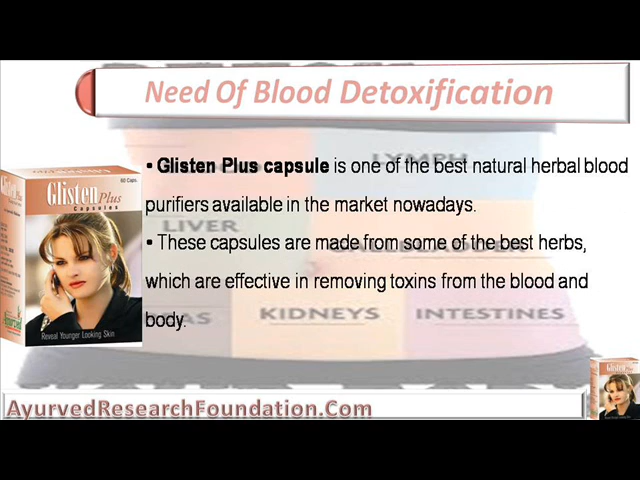 Need Of Blood Detoxification
LYMPH
• Glisten Plus capsule is one of the best natural herbal blood
purifiers available in the market nowadays.
LIVER
• These capsules are made from some of the best herbs,
which are effective in removing toxins from the blood and
body.
KIDNEYS
INTESTINES
Glisten Plus
Capsules
60 Caps.
Reveal Younger Looking Skin
AyurvedResearchFoundation.Com